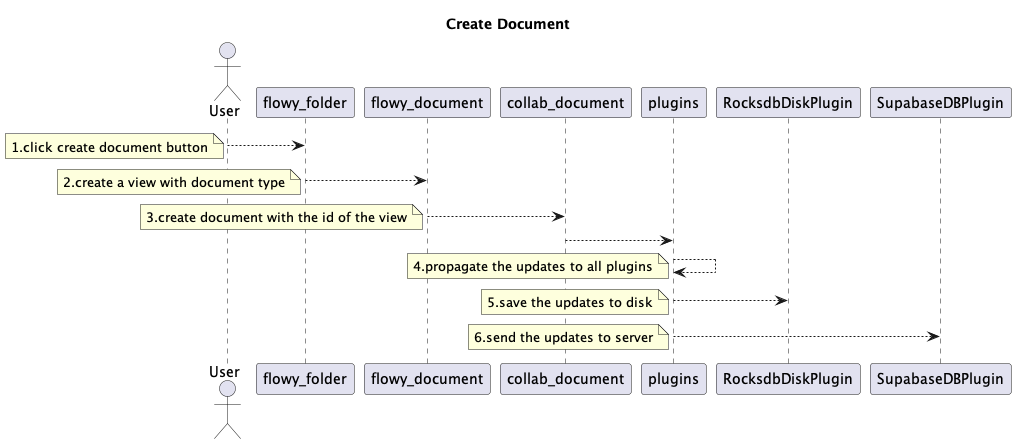 Create Document
User
flowy_folder
flowy_document
collab_document
plugins
RocksdbDiskPlugin
SupabaseDBPlugin
1.click create document button
2.create a view with document type
3.create document with the id of the view
4.propagate the updates to all plugins
5.save the updates to disk
6.send the updates to server
User
flowy_folder
flowy_document
collab_document
plugins
RocksdbDiskPlugin
SupabaseDBPlugin